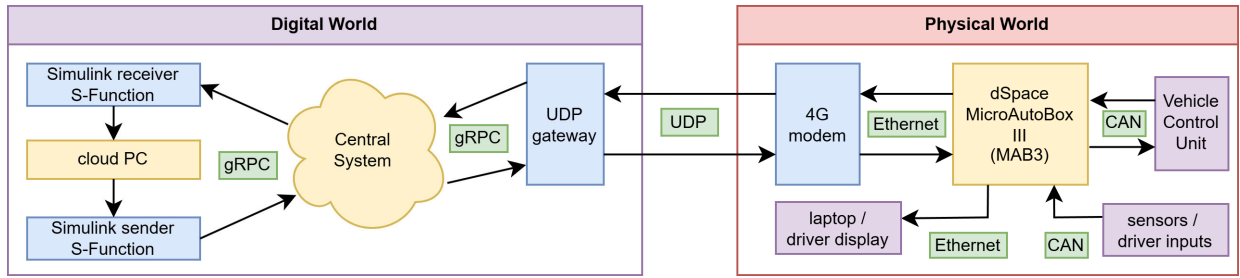 Digital World
Simulink receiver
S-Function
cloud PC
Simulink sender
S-Function
gRPC
Central
System
gRPC
UDP
gateway
UDP
Physical World
4G
modem
Ethernet
dSpace
MicroAutoBox
III
(MAB3)
CAN
Vehicle
Control
Unit
laptop /
driver display
Ethernet
CAN
sensors /
driver inputs